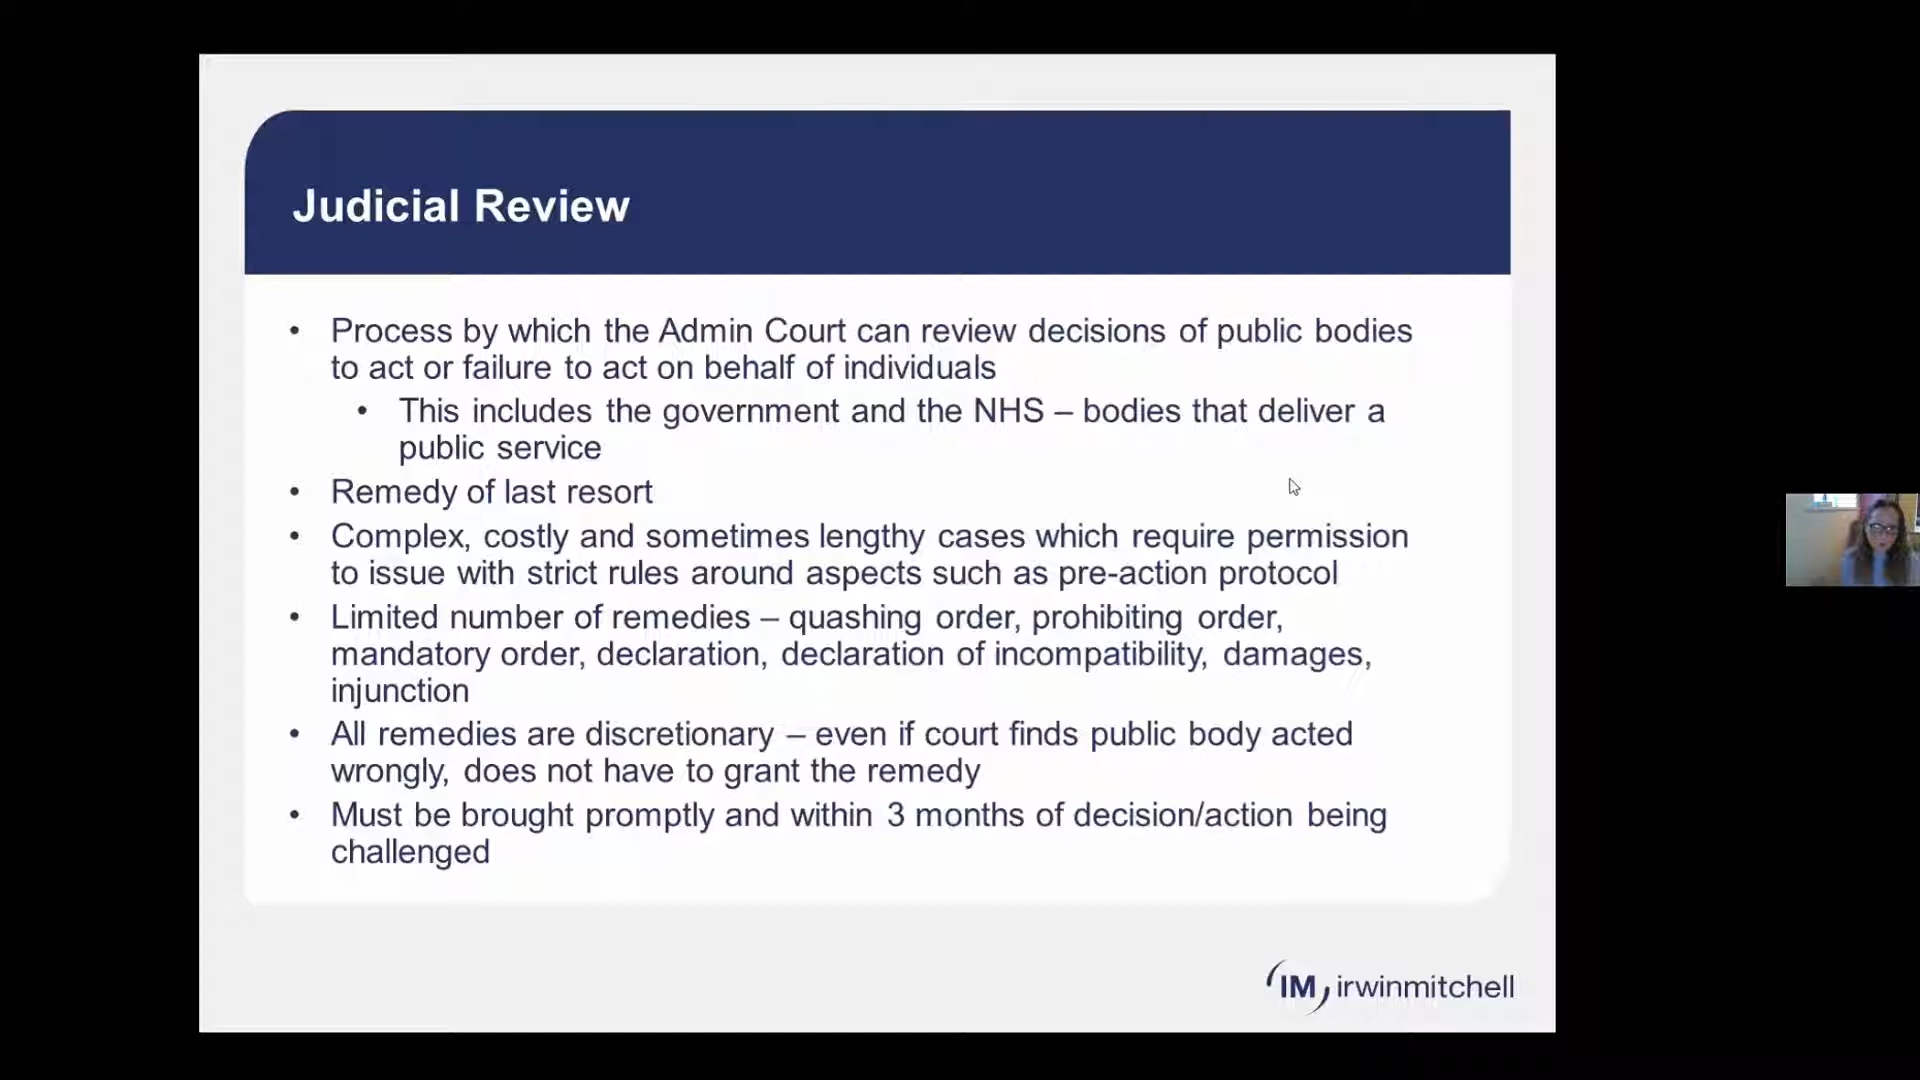 Judicial Review
• Process by which the Admin Court can review decisions of public bodies
to act or failure to act on behalf of individuals
• This includes the government and the NHS – bodies that deliver a
public service
• Remedy of last resort
• Complex, costly and sometimes lengthy cases which require permission
to issue with strict rules around aspects such as pre-action protocol
• Limited number of remedies – quashing order, prohibiting order,
mandatory order, declaration, declaration of incompatibility, damages,
injunction
• All remedies are discretionary – even if court finds public body acted
wrongly, does not have to grant the remedy
• Must be brought promptly and within 3 months of decision/action being
challenged
IM irwinmitchell